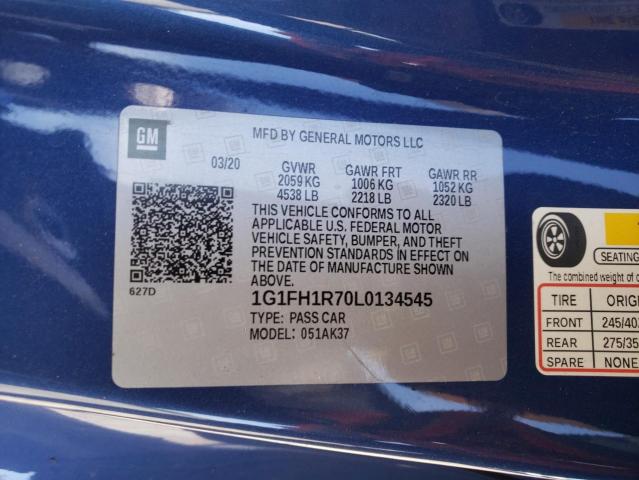 GM
MFD BY GENERAL MOTORS LLC
03/20
GVWR GAWR FRT GAWR RR
2059 KG 1006 KG 1052 KG
4538 LB 2218 LB 2320 LB
THIS VEHICLE CONFORMS TO ALL
APPLICABLE U.S. FEDERAL MOTOR
VEHICLE SAFETY, BUMPER, AND THEFT
PREVENTION STANDARDS IN EFFECT
ON THE DATE OF MANUFACTURE SHOWN
ABOVE.
627D
1G1FH1R70L0134545
TYPE: PASS CAR
MODEL: 051AK37
SEATING
The combined weight of
TIRE ORIG
FRONT 245/40
REAR 275/35
SPARE NONE